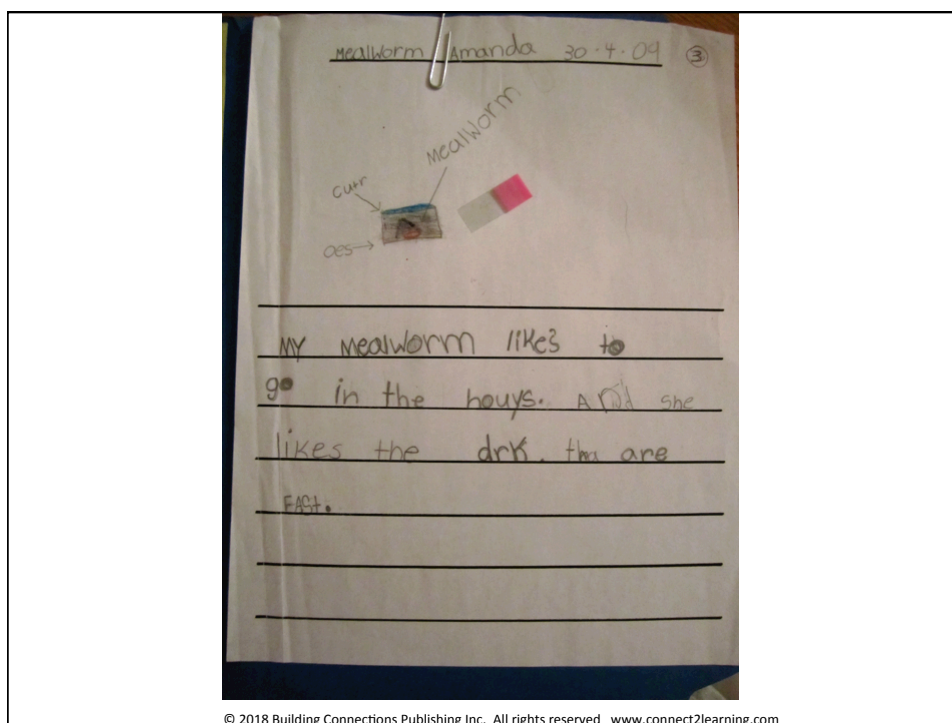 Mealworm Amanda 30.4.09 3
MealWorm
cutr
oes
MY mealworm likes to
go in the houys. And she
likes the drk. tha are
FAst.
© 2018 Building Connections Publishing Inc. All rights reserved www.connect2learning.com